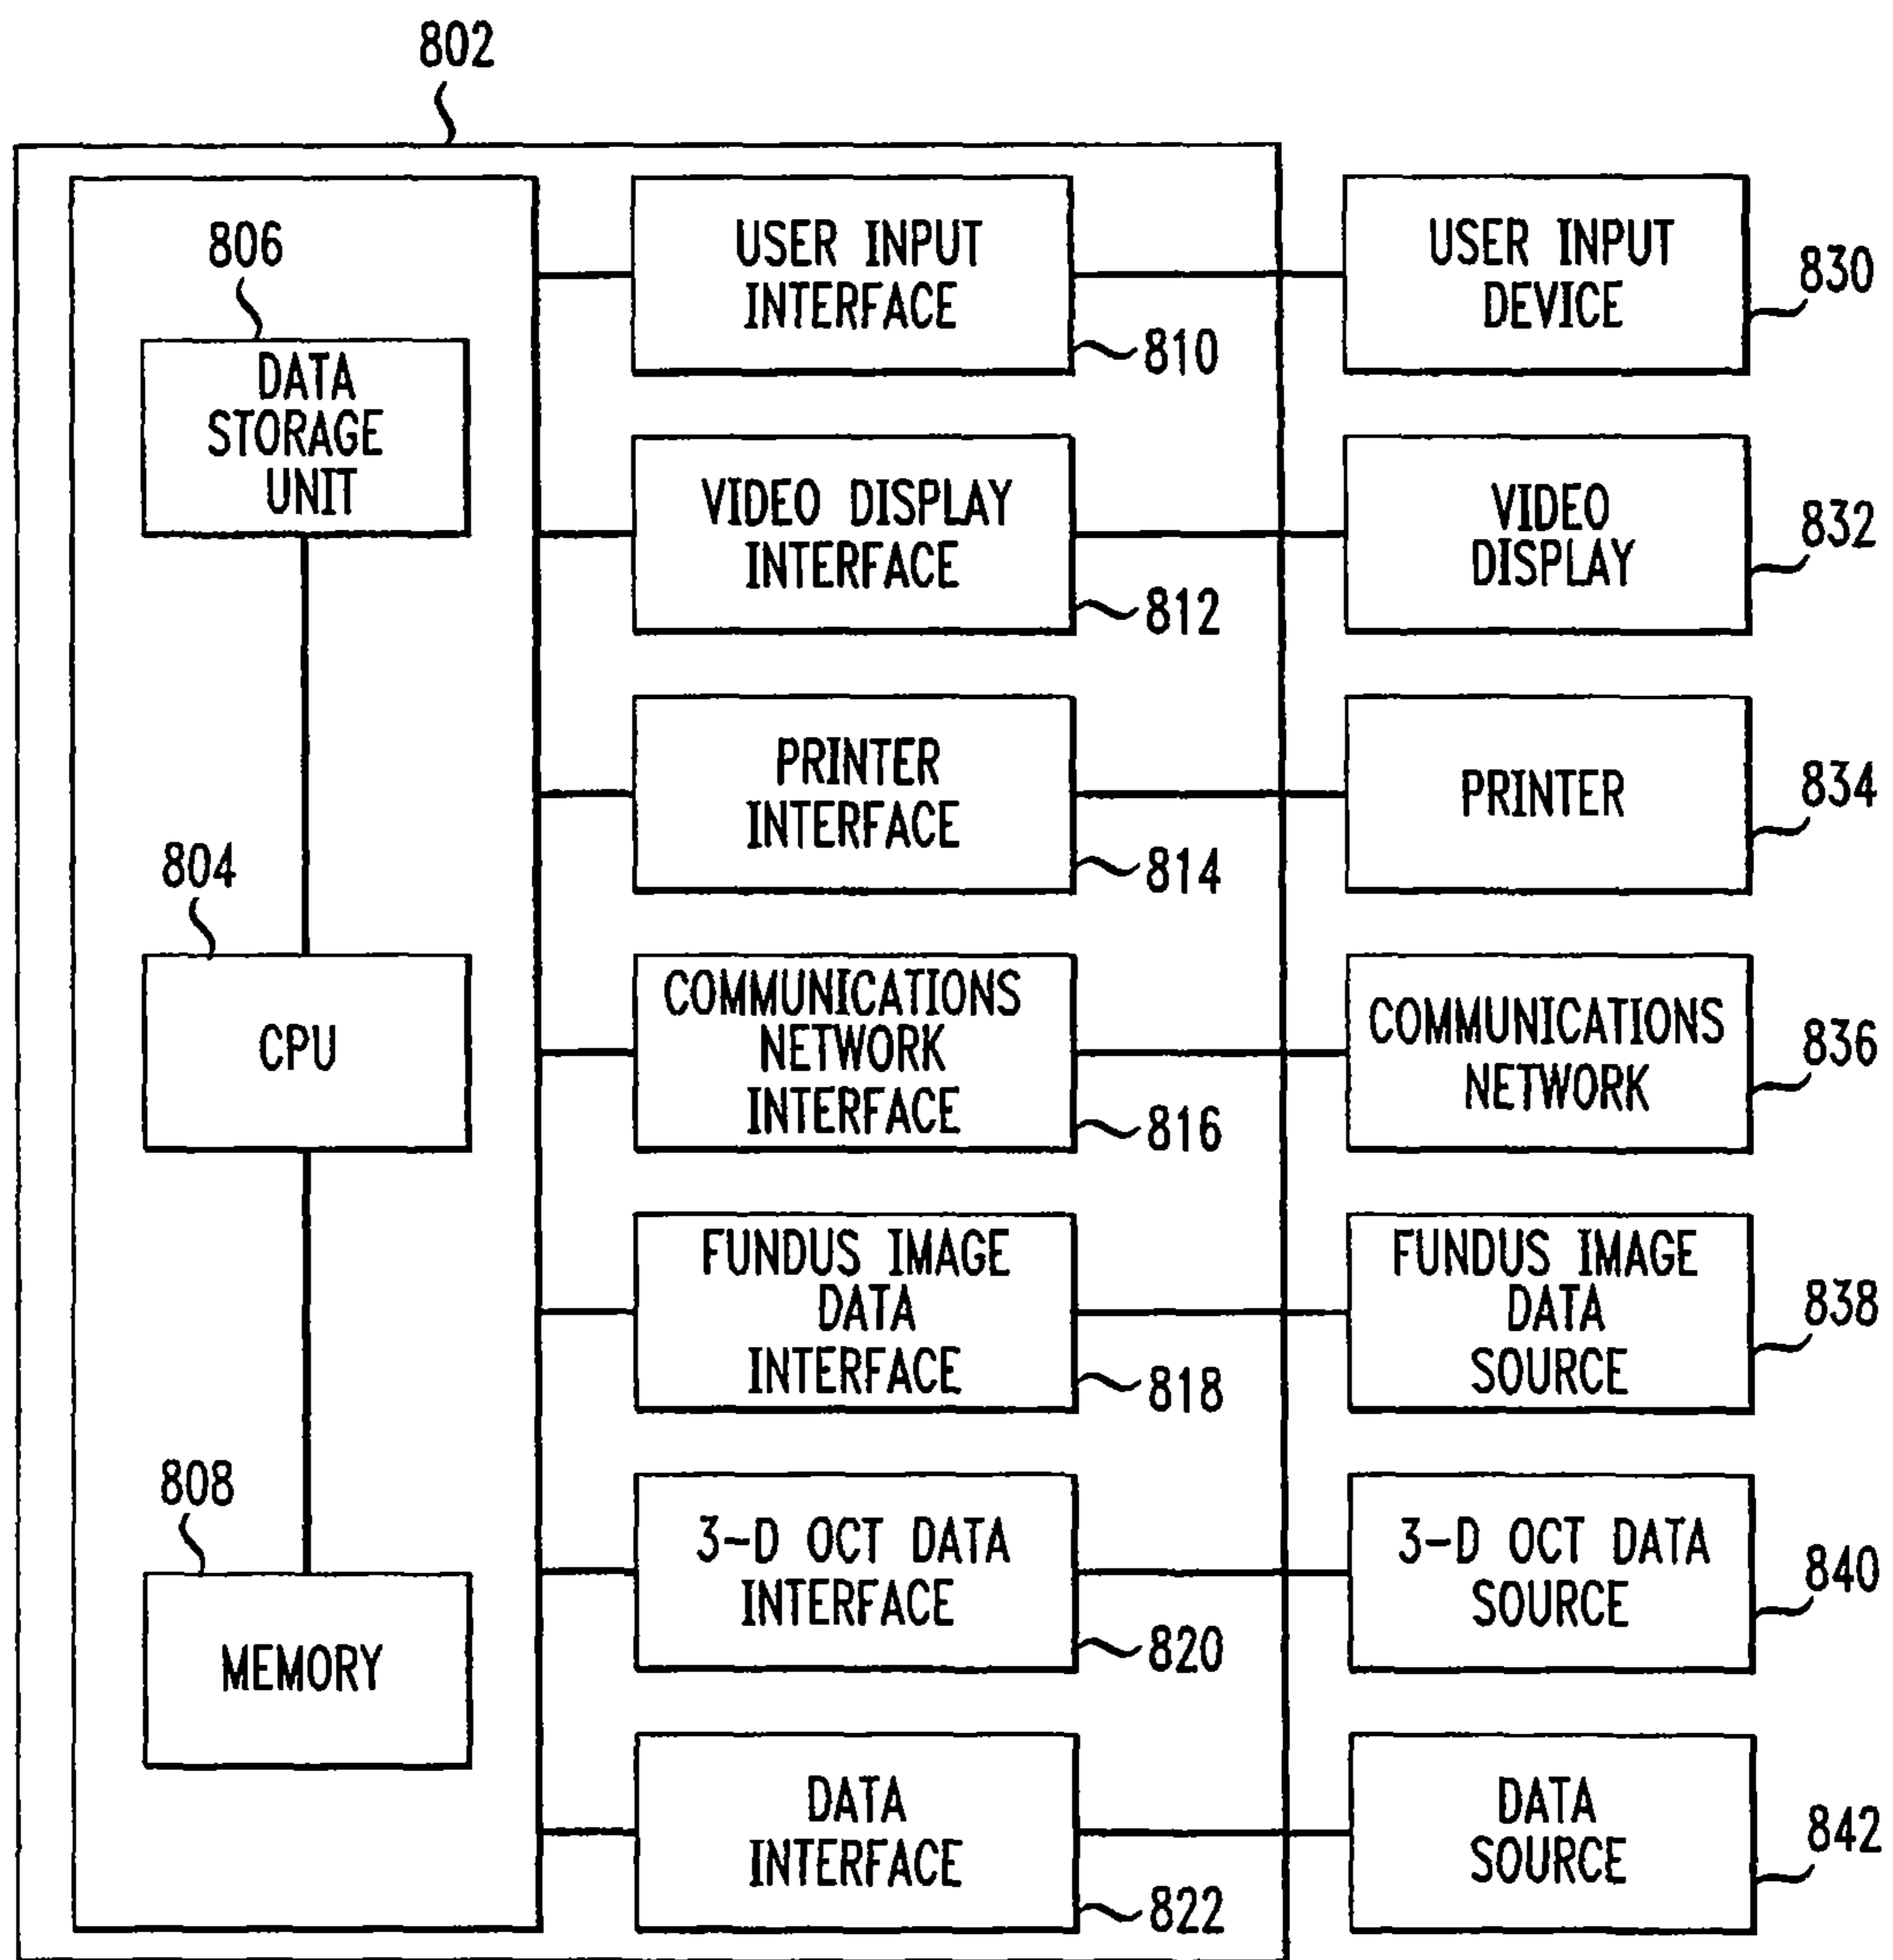 802
806
DATA
STORAGE
UNIT
804
CPU
808
MEMORY
USER INPUT
INTERFACE
810
USER INPUT
DEVICE
830
VIDEO DISPLAY
INTERFACE
812
VIDEO
DISPLAY
832
PRINTER
INTERFACE
814
PRINTER
834
COMMUNICATIONS
NETWORK
INTERFACE
816
COMMUNICATIONS
NETWORK
836
FUNDUS IMAGE
DATA
INTERFACE
818
FUNDUS IMAGE
DATA
SOURCE
838
3-D OCT DATA
INTERFACE
820
3-D OCT DATA
SOURCE
840
DATA
INTERFACE
822
DATA
SOURCE
842